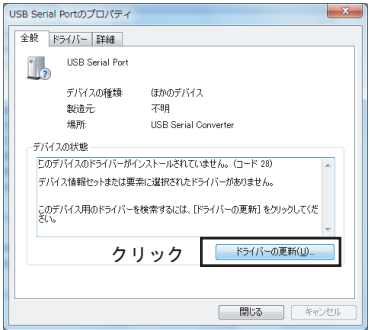 USB Serial Portのプロパティ
全般 ドライバー 詳細
USB Serial Port
デバイスの種類: ほかのデバイス
製造元: 不明
場所: USB Serial Converter
デバイスの状態
このデバイスのドライバーがインストールされていません。(コード 28)
デバイス情報セットまたは要素に選択されたドライバーがありません。
このデバイス用のドライバーを検索するには、[ドライバーの更新] をクリックしてくだ
さい。
クリック ドライバーの更新(U)...
閉じる キャンセル